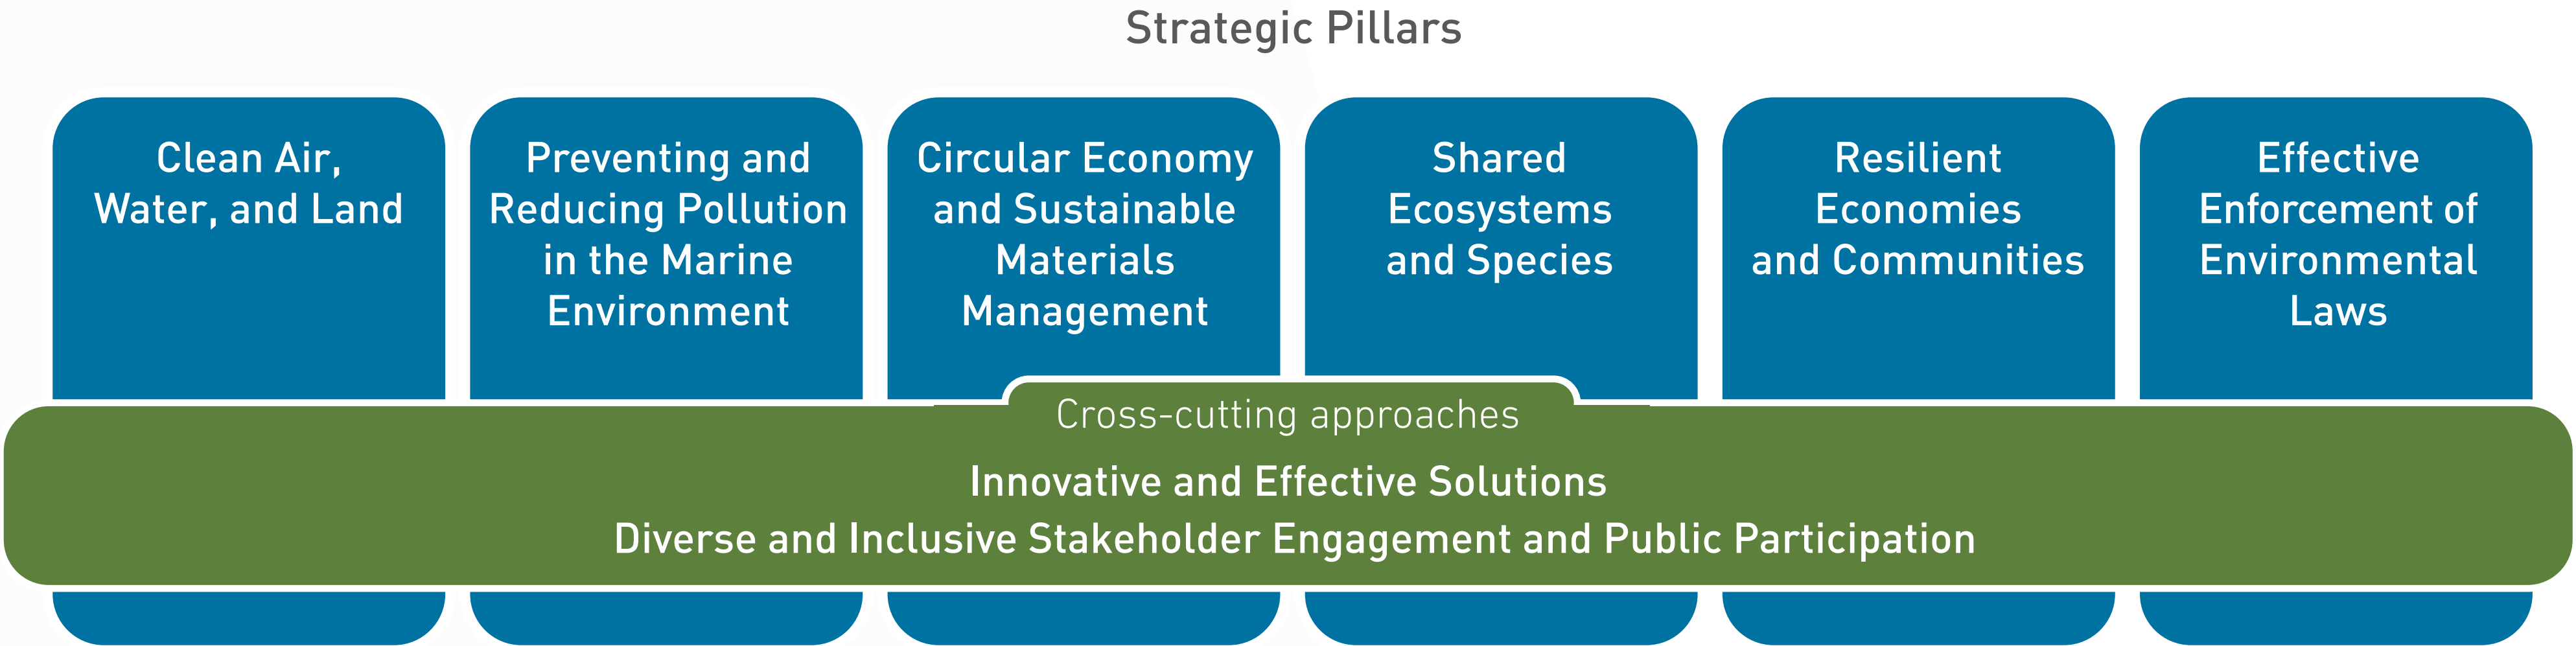 Strategic Pillars
Clean Air,
Water, and Land
Preventing and
Reducing Pollution
in the Marine
Environment
Circular Economy
and Sustainable
Materials
Management
Shared
Ecosystems
and Species
Resilient
Economies
and Communities
Effective
Enforcement of
Environmental
Laws
Cross-cutting approaches
Innovative and Effective Solutions
Diverse and Inclusive Stakeholder Engagement and Public Participation